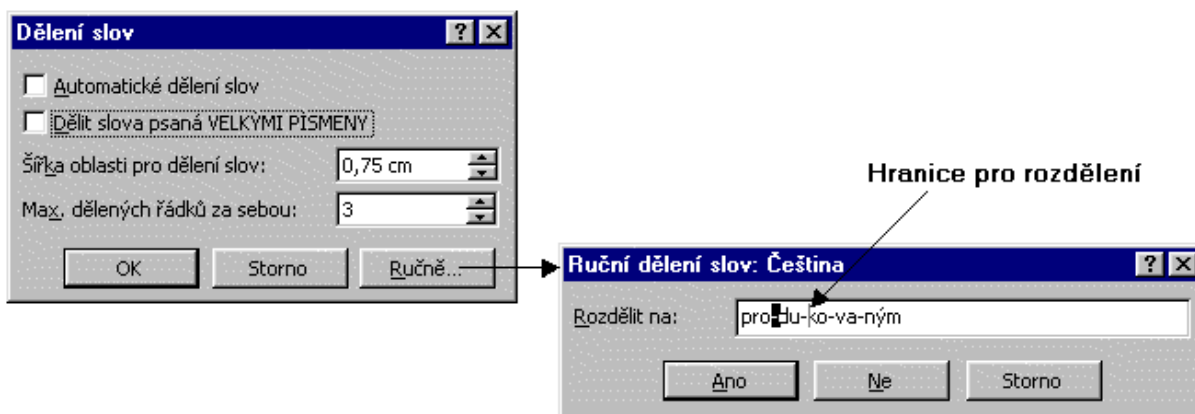 Dělení slov
Automatické dělení slov
Dělit slova psaná VELKÝMI PÍSMENY
Šířka oblasti pro dělení slov: 0,75 cm
Max. dělených řádků za sebou: 3
OK Storno Ručně...
Hranice pro rozdělení
Ruční dělení slov: Čeština
Rozdělit na: pro-du-ko-va-ným
Ano Ne Storno